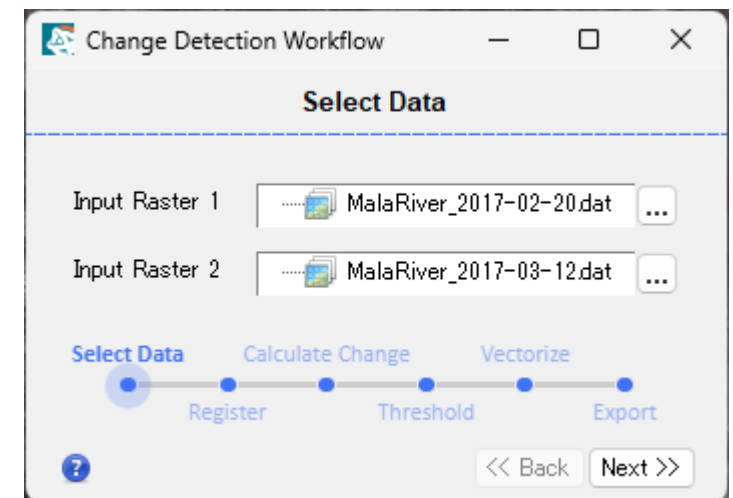 Change Detection Workflow
Select Data
Input Raster 1 MalaRiver_2017-02-20.dat ...
Input Raster 2 MalaRiver_2017-03-12.dat ...
Select Data Calculate Change Vectorize
Register Threshold Export
? << Back Next >>